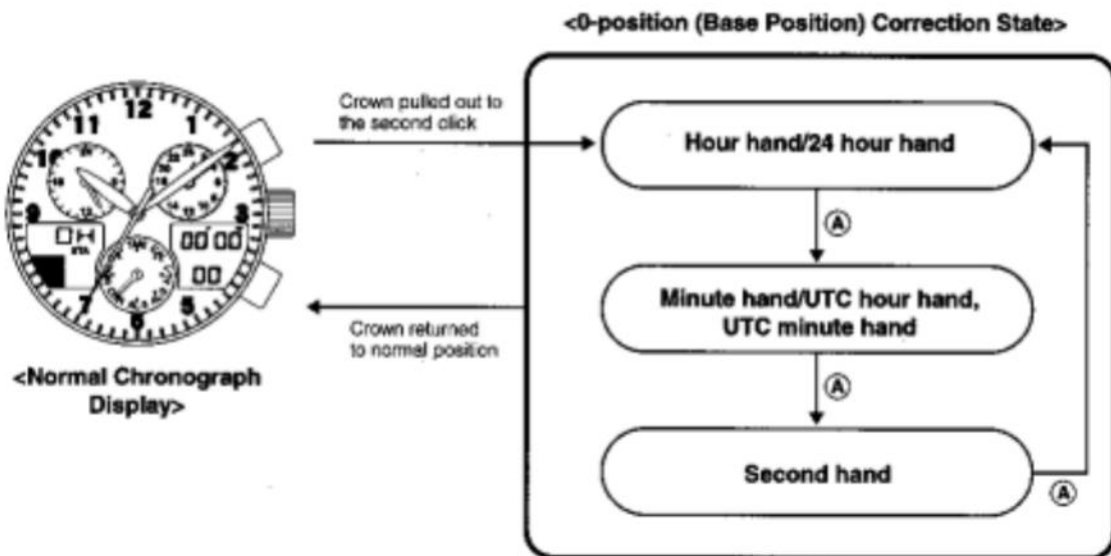 <0-position (Base Position) Correction State>
Crown pulled out to
the second click
Hour hand/24 hour hand
A
Minute hand/UTC hour hand,
UTC minute hand
A
Crown returned
to normal position
Second hand
A
<Normal Chronograph
Display>
12
11
1
10
2
9
3
00' 00"
00
7
6
5